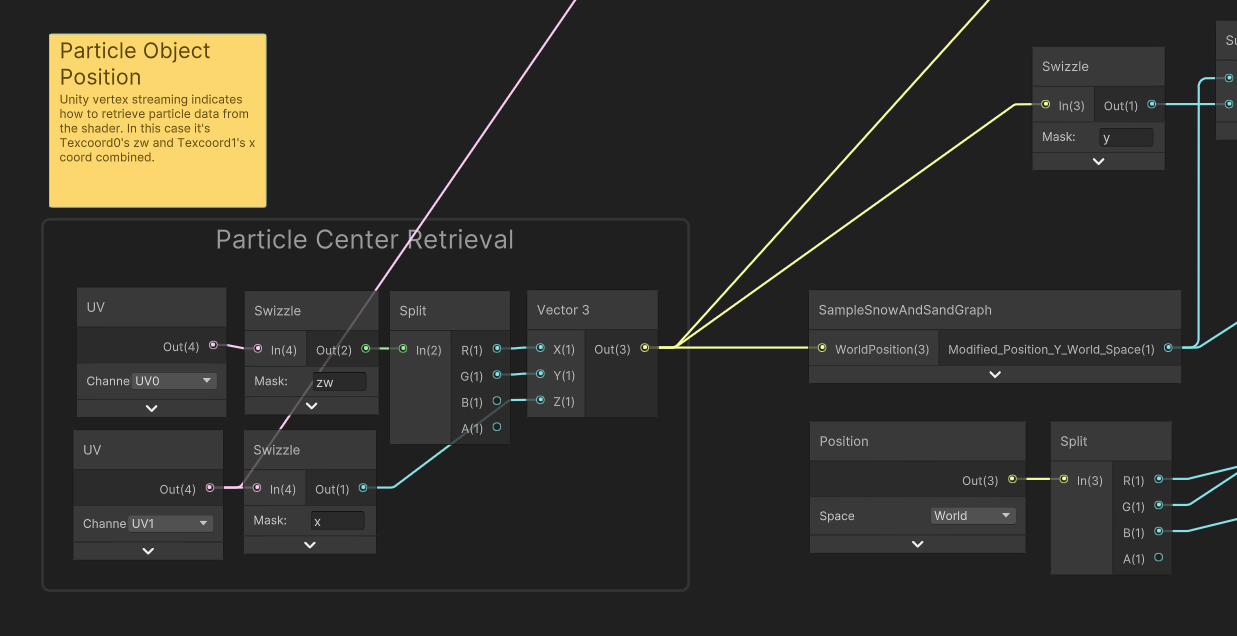 Particle Object
Position
Unity vertex streaming indicates
how to retrieve particle data from
the shader. In this case it's
Texcoord0's zw and Texcoord1's x
coord combined.
Swizzle
In(3) Out(1)
Mask: y
Particle Center Retrieval
UV
Out(4)
Channe UV0
Swizzle
In(4) Out(2)
Mask: zw
Split
In(2) R(1)
G(1)
B(1)
A(1)
Vector 3
X(1) Out(3)
Y(1)
Z(1)
SampleSnowAndSandGraph
WorldPosition(3) Modified_Position_Y_World_Space(1)
UV
Out(4)
Channe UV1
Swizzle
In(4) Out(1)
Mask: x
Position
Out(3)
Space World
Split
In(3) R(1)
G(1)
B(1)
A(1)